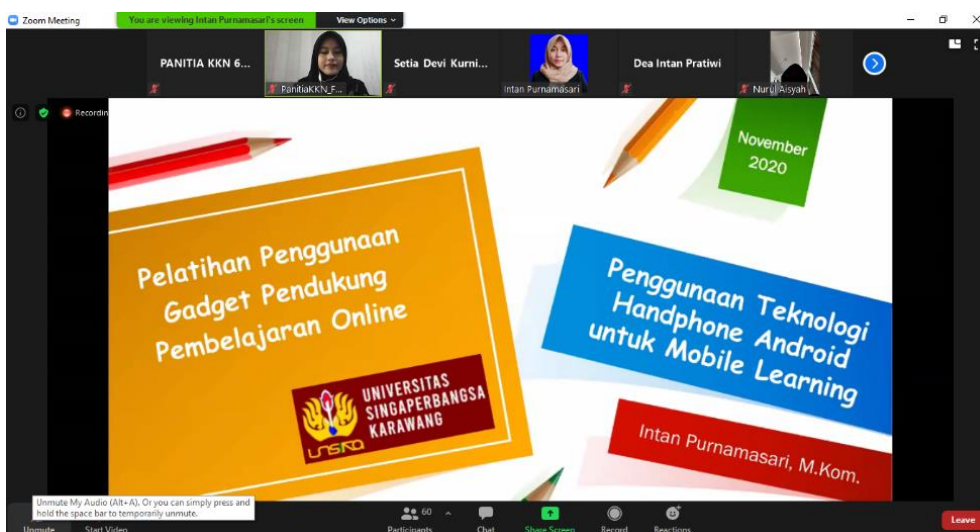 Zoom Meeting
You are viewing Intan Purnamasari's screen
View Options
PANITIA KKN 6...
PanitiaKKN_F...
Setia Devi Kurni...
Intan Purnamasari
Dea Intan Pratiwi
Nurul Aisyah
Recordin
November
2020
Pelatihan Penggunaan
Gadget Pendukung
Pembelajaran Online
UNIVERSITAS
SINGAPERBANGSA
KARAWANG
UNSIKA
Penggunaan Teknologi
Handphone Android
untuk Mobile Learning
Intan Purnamasari, M.Kom.
Unmute My Audio (Alt+A). Or you can simply press and
hold the space bar to temporarily unmute.
Unmute
Start Video
60
Participants
Chat
Share Screen
Record
Reactions
Leave